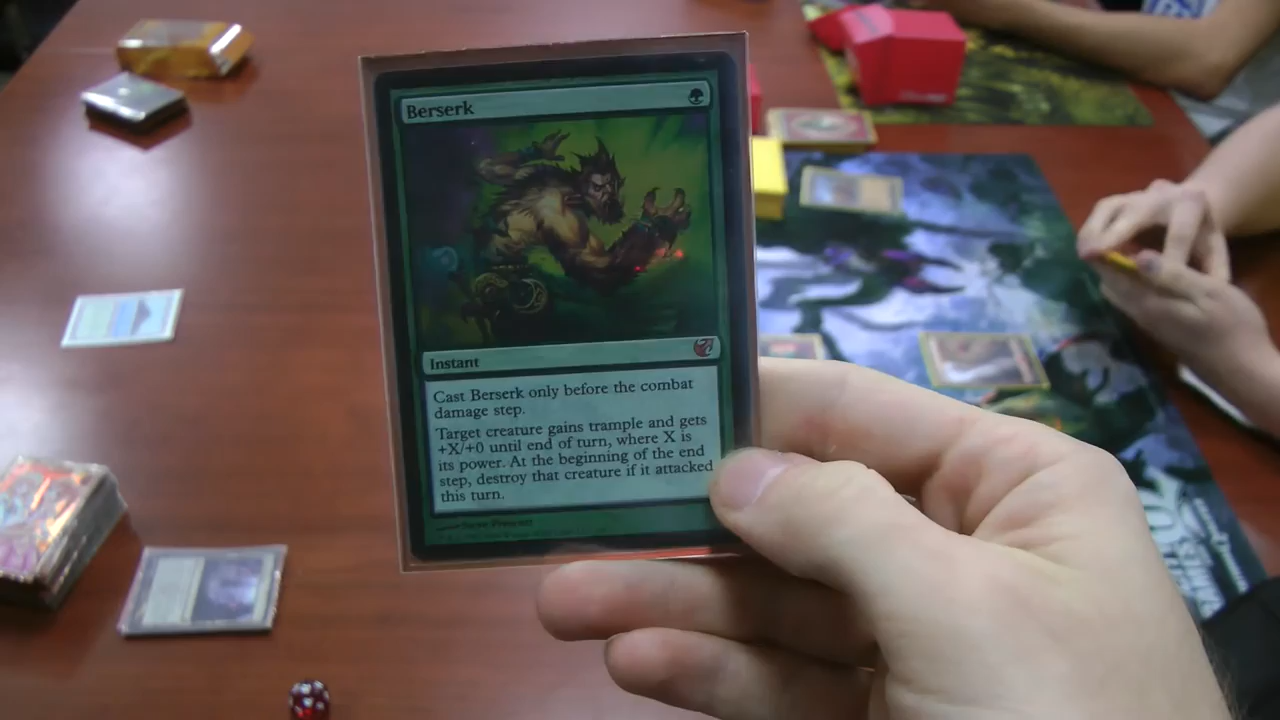 Berserk
Instant
Cast Berserk only before the combat
damage step.
Target creature gains trample and gets
+X/+0 until end of turn, where X is
its power. At the beginning of the end
step, destroy that creature if it attacked
this turn.